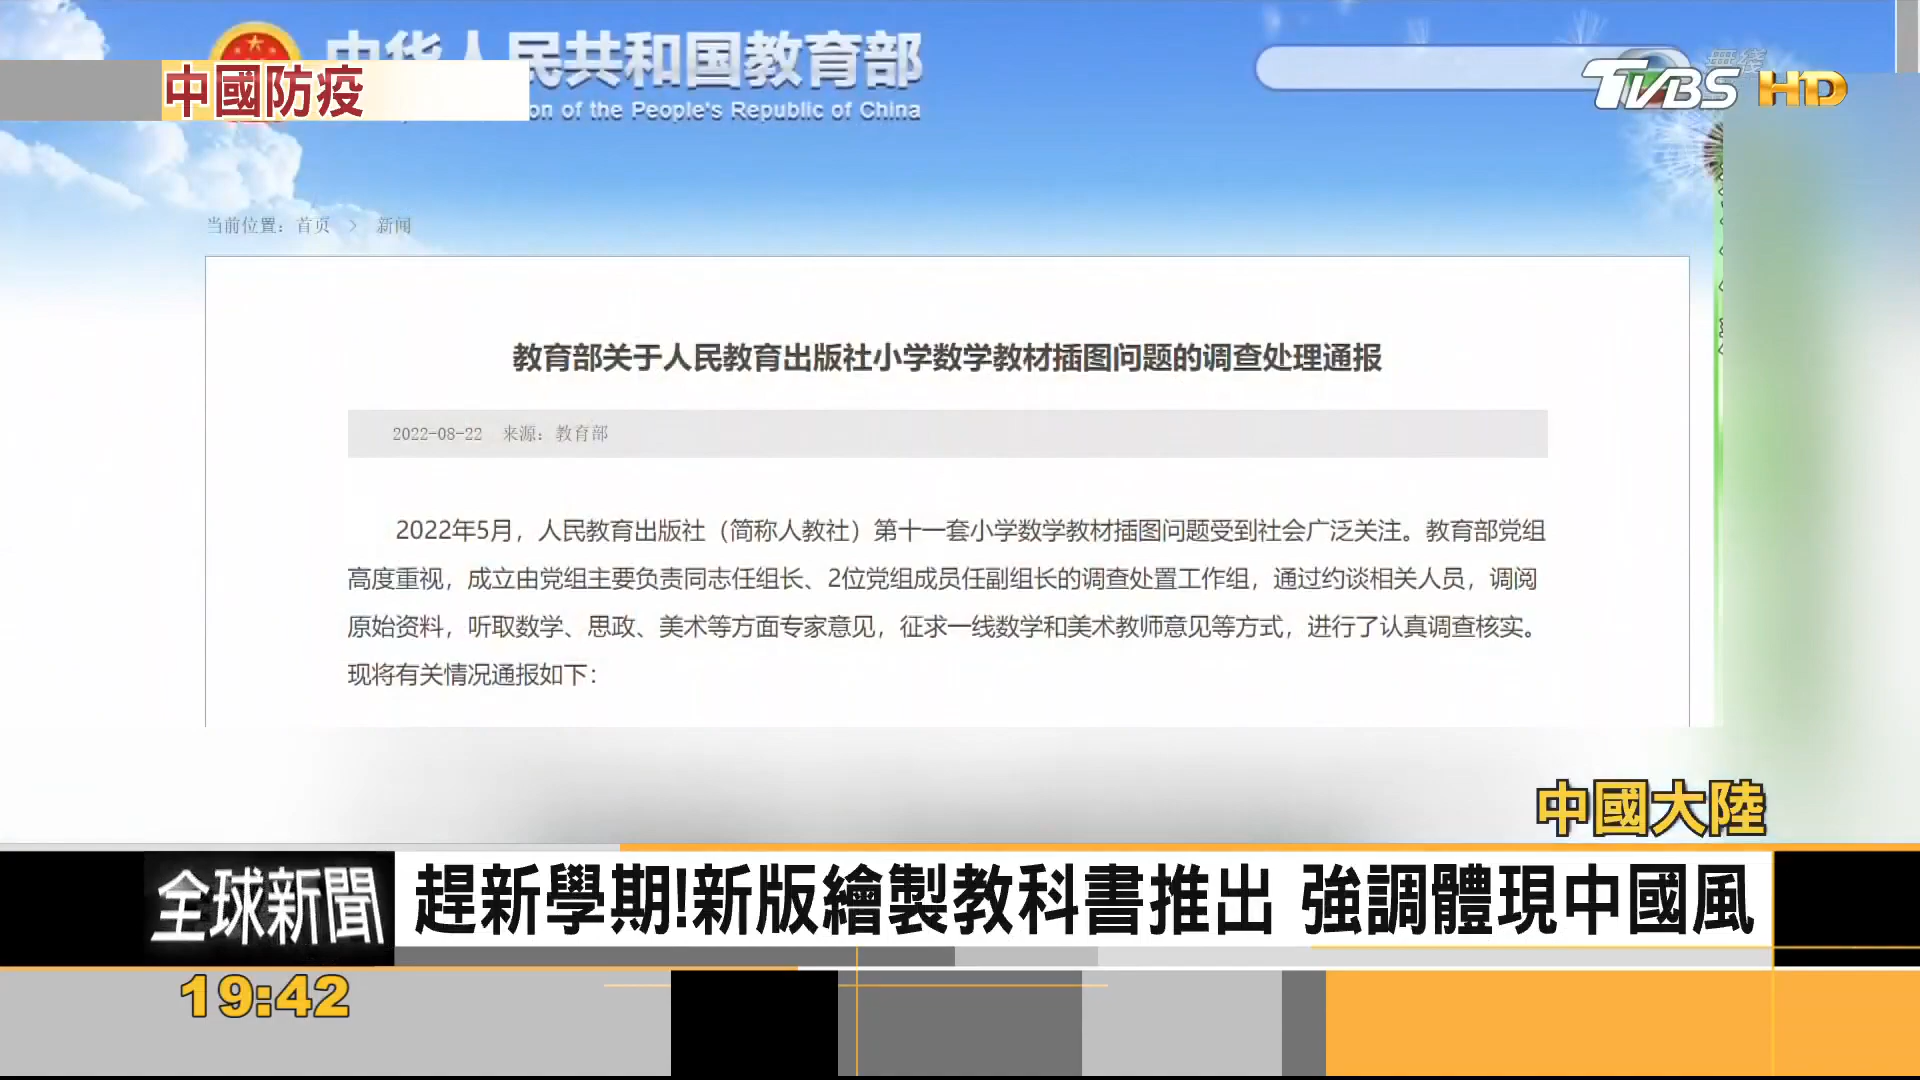 中华人民共和国教育部
中國防疫
on of the People's Republic of China
無綫
TVBS HD
当前位置: 首页 > 新闻
教育部关于人民教育出版社小学数学教材插图问题的调查处理通报
2022-08-22 来源: 教育部
2022年5月，人民教育出版社（简称人教社）第十一套小学数学教材插图问题受到社会广泛关注。教育部党组
高度重视，成立由党组主要负责同志任组长、2位党组成员任副组长的调查处置工作组，通过约谈相关人员，调阅
原始资料，听取数学、思政、美术等方面专家意见，征求一线数学和美术教师意见等方式，进行了认真调查核实。
现将有关情况通报如下：
中國大陸
全球新聞
趕新學期!新版繪製教科書推出 強調體現中國風
19:42